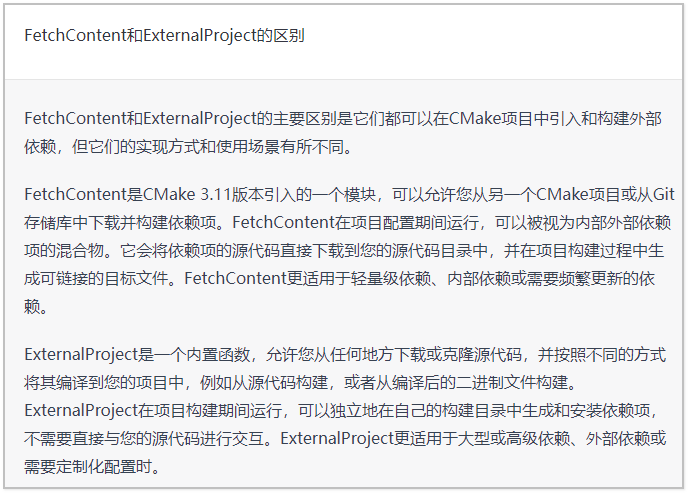 FetchContent和ExternalProject的区别
FetchContent和ExternalProject的主要区别是它们都可以在CMake项目中引入和构建外部
依赖，但它们的实现方式和使用场景有所不同。
FetchContent是CMake 3.11版本引入的一个模块，可以允许您从另一个CMake项目或从Git
存储库中下载并构建依赖项。FetchContent在项目配置期间运行，可以被视为内部外部依赖
项的混合物。它会将依赖项的源代码直接下载到您的源代码目录中，并在项目构建过程中生
成可链接的目标文件。FetchContent更适用于轻量级依赖、内部依赖或需要频繁更新的依
赖。
ExternalProject是一个内置函数，允许您从任何地方下载或克隆源代码，并按照不同的方式
将其编译到您的项目中，例如从源代码构建，或者从编译后的二进制文件构建。
ExternalProject在项目构建期间运行，可以独立地在自己的构建目录中生成和安装依赖项，
不需要直接与您的源代码进行交互。ExternalProject更适用于大型或高级依赖、外部依赖或
需要定制化配置时。